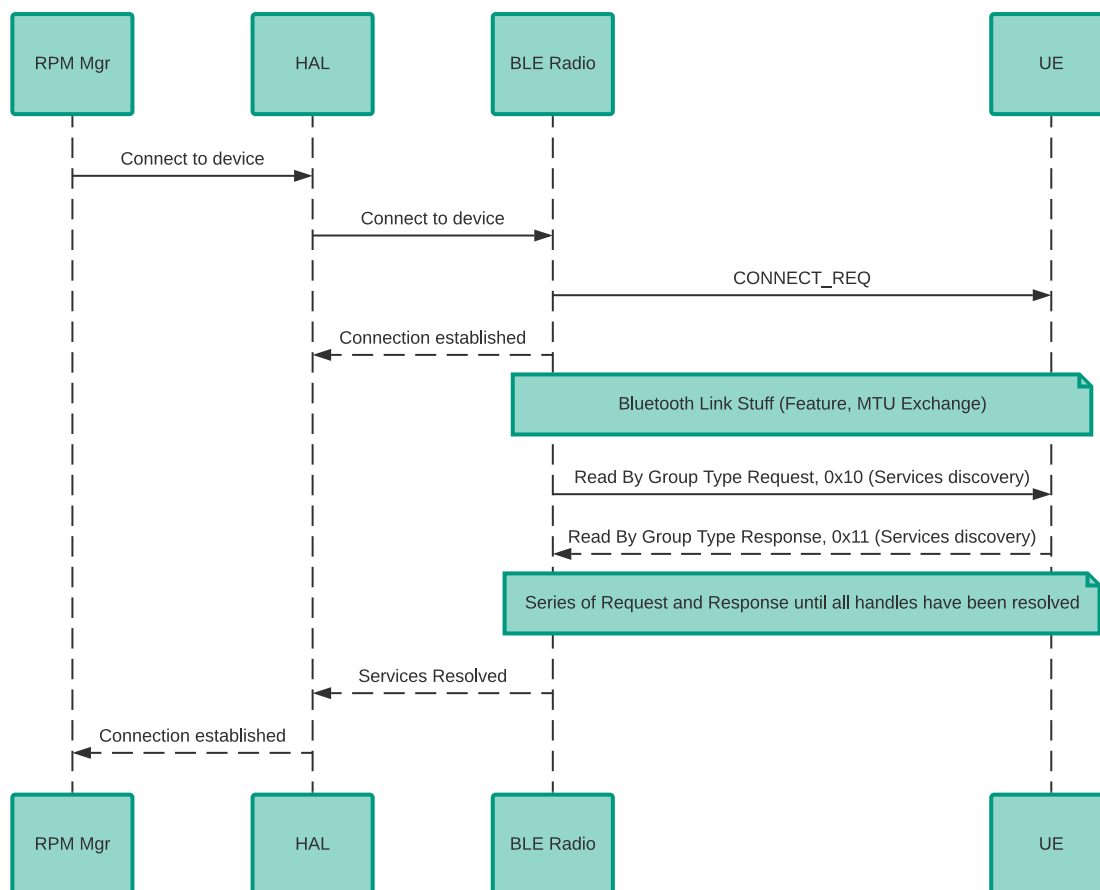 RPM Mgr
HAL
BLE Radio
UE
Connect to device
Connect to device
CONNECT_REQ
Connection established
Bluetooth Link Stuff (Feature, MTU Exchange)
Read By Group Type Request, 0x10 (Services discovery)
Read By Group Type Response, 0x11 (Services discovery)
Series of Request and Response until all handles have been resolved
Services Resolved
Connection established
RPM Mgr
HAL
BLE Radio
UE